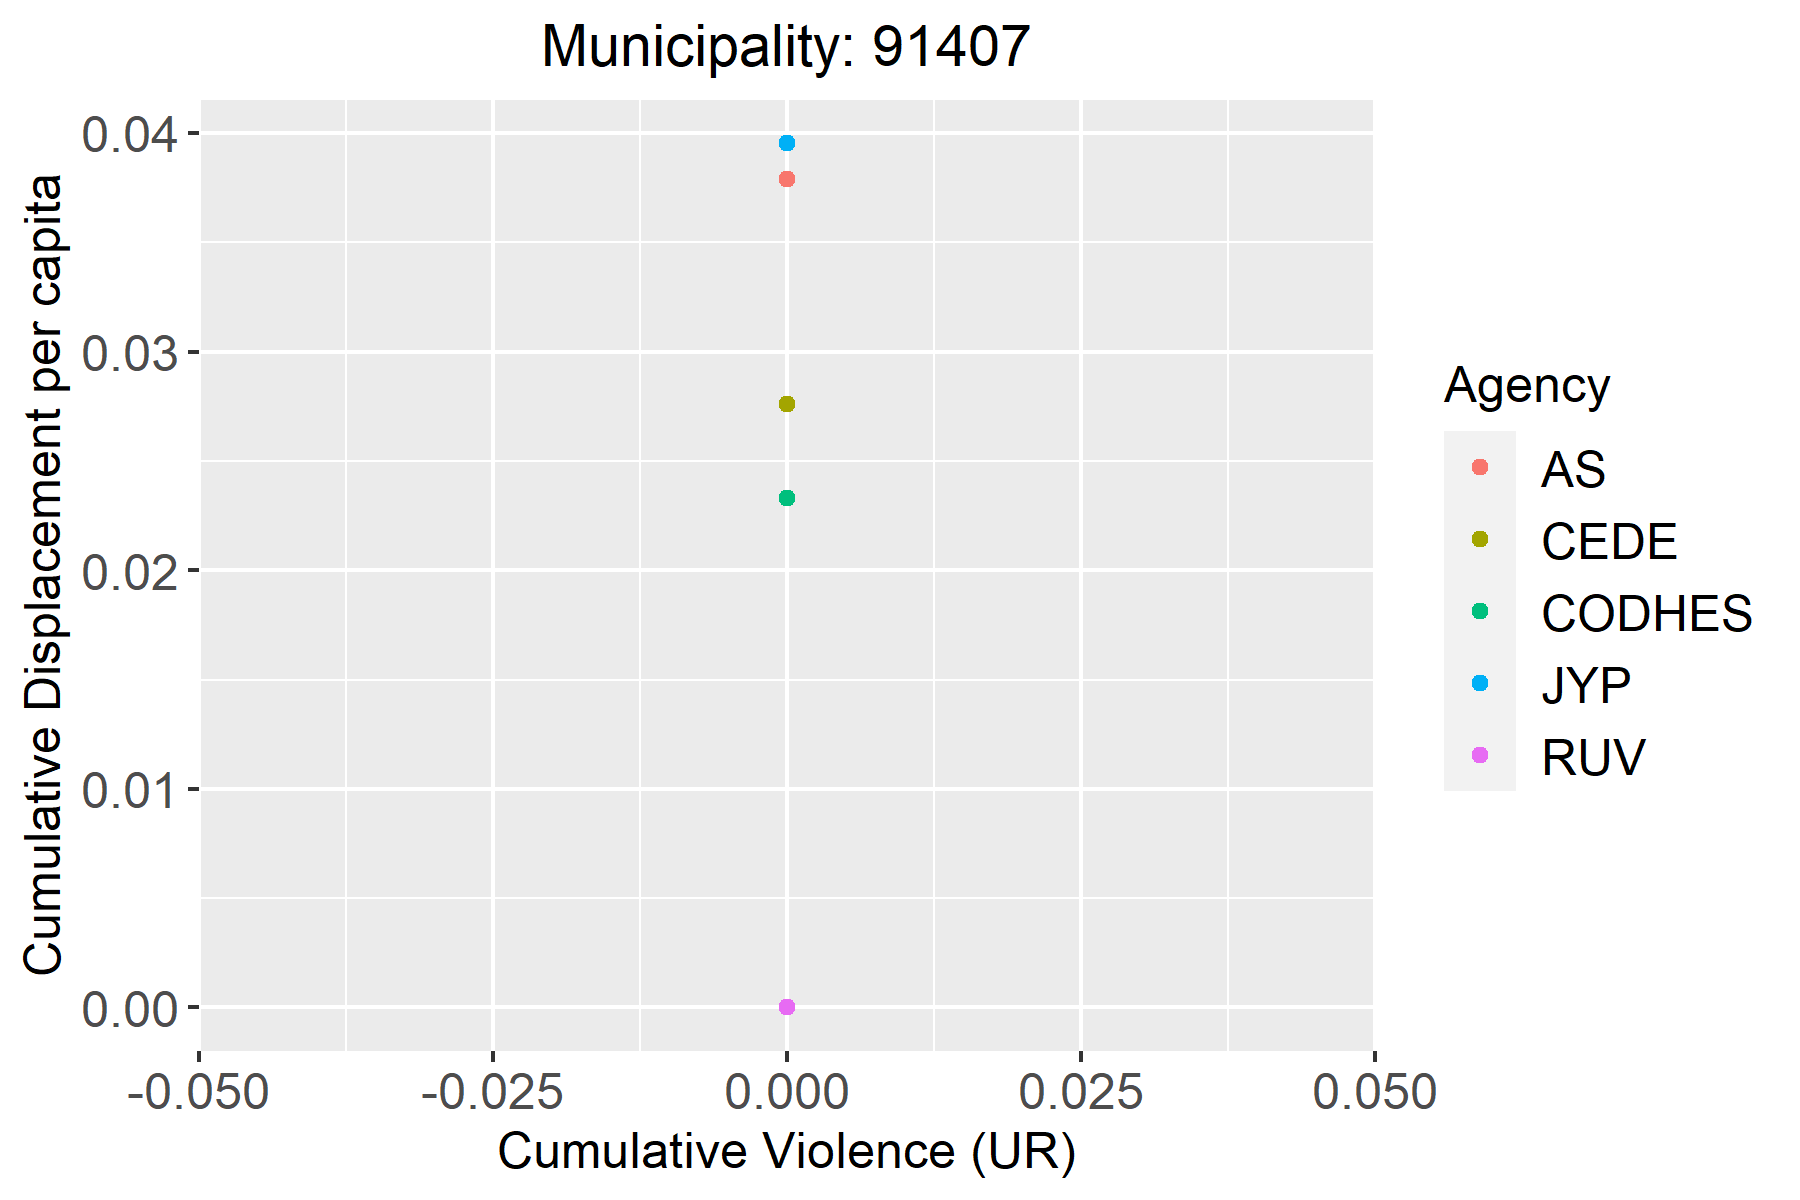 Municipality: 91407
Cumulative Displacement per capita
0.04
0.03
0.02
0.01
0.00
-0.050 -0.025 0.000 0.025 0.050
Cumulative Violence (UR)
Agency
AS
CEDE
CODHES
JYP
RUV